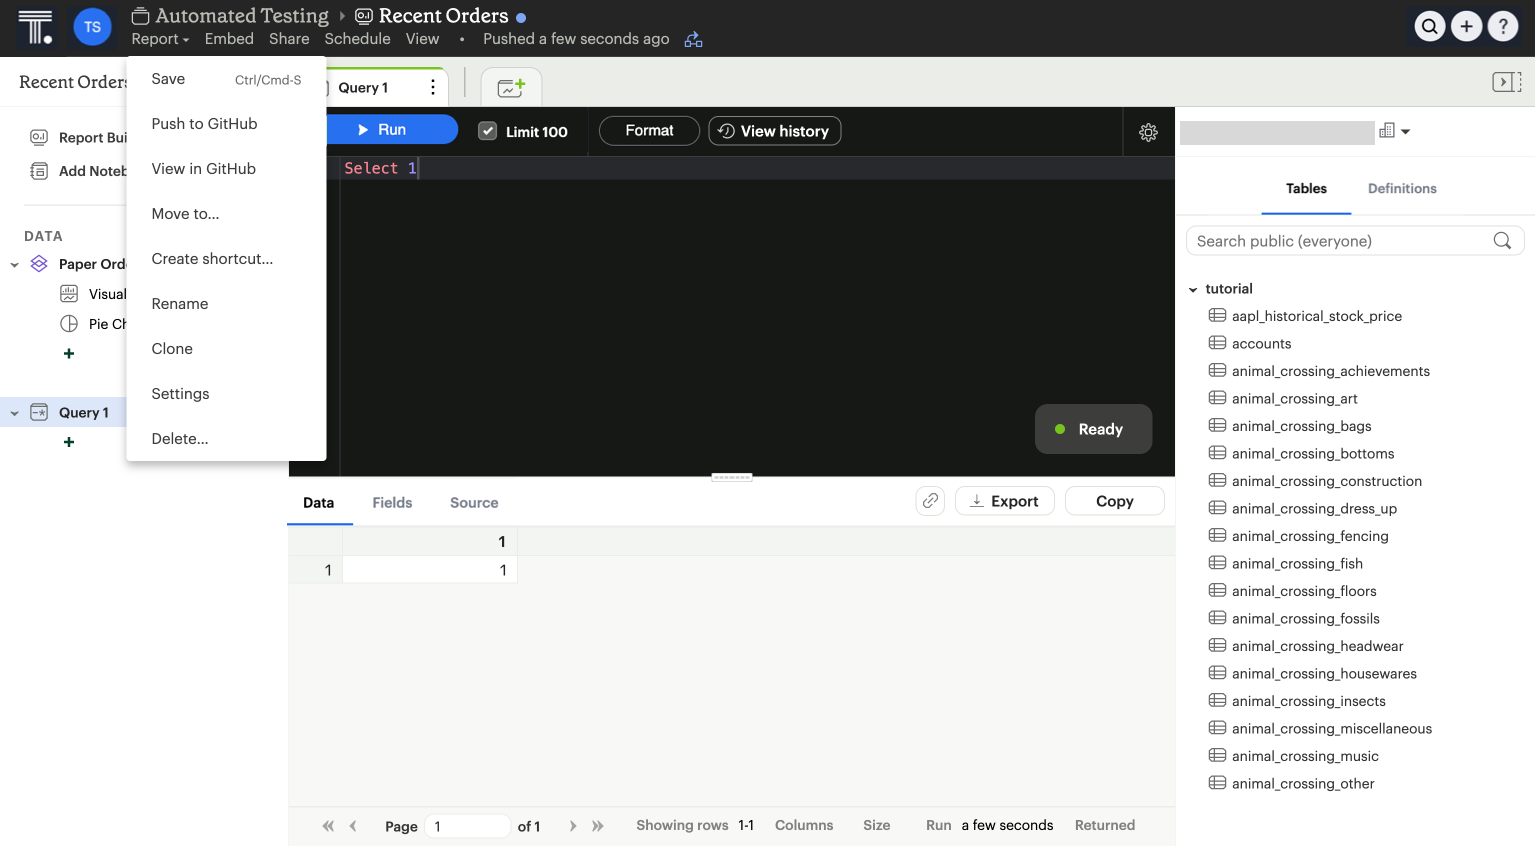 T.
TS
Automated Testing
Recent Orders
Report
Embed
Share
Schedule
View
•
Pushed a few seconds ago
?
Recent Orders
Report Bui
Add Noteb
DATA
Paper Ord
Visual
Pie Ch
Query 1
Save Ctrl/Cmd-S
Push to GitHub
View in GitHub
Move to...
Create shortcut...
Rename
Clone
Settings
Delete...
Query 1
Run
Limit 100
Format
View history
Select 1
Ready
Data
Fields
Source
Export
Copy
1
1 1
Page 1 of 1
Showing rows 1-1
Columns
Size
Run a few seconds
Returned
Tables
Definitions
Search public (everyone)
tutorial
aapl_historical_stock_price
accounts
animal_crossing_achievements
animal_crossing_art
animal_crossing_bags
animal_crossing_bottoms
animal_crossing_construction
animal_crossing_dress_up
animal_crossing_fencing
animal_crossing_fish
animal_crossing_floors
animal_crossing_fossils
animal_crossing_headwear
animal_crossing_housewares
animal_crossing_insects
animal_crossing_miscellaneous
animal_crossing_music
animal_crossing_other